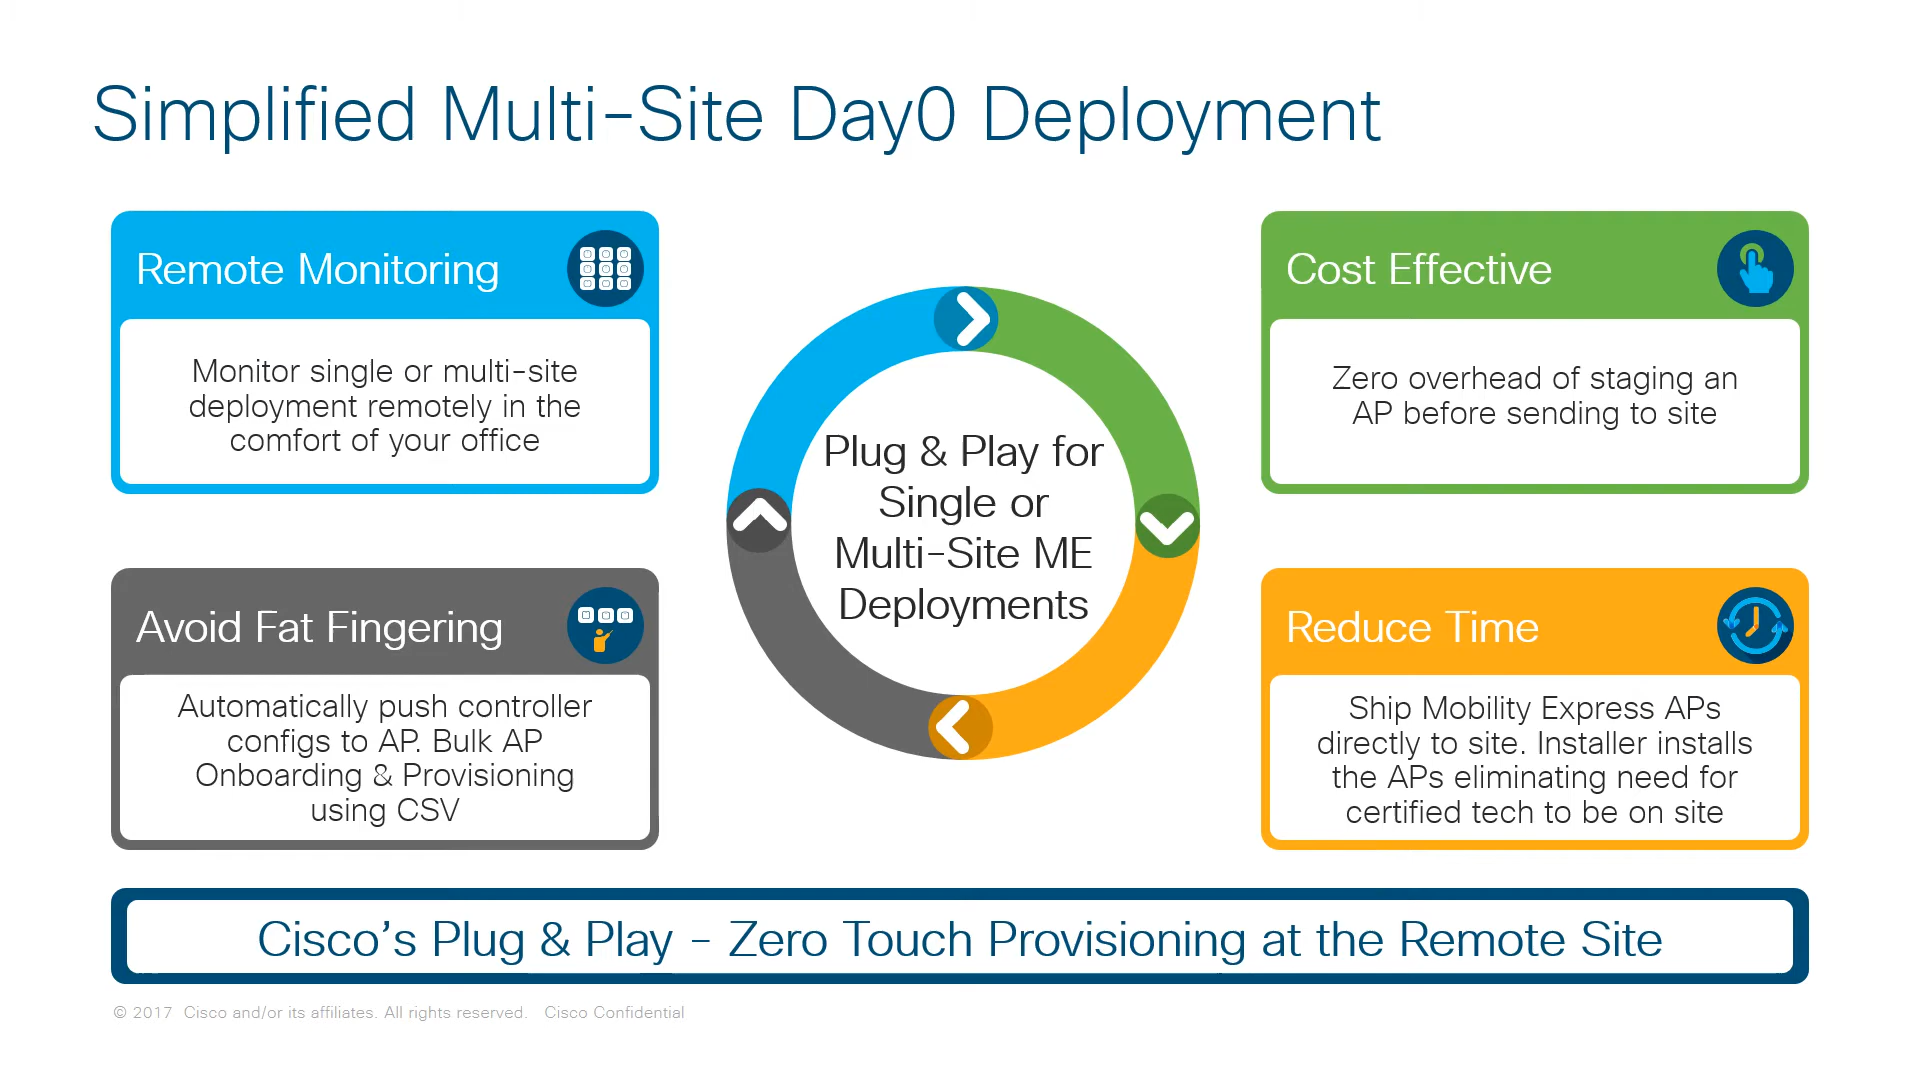 Simplified Multi-Site Day0 Deployment
Remote Monitoring
Monitor single or multi-site
deployment remotely in the
comfort of your office
Cost Effective
Zero overhead of staging an
AP before sending to site
Plug & Play for
Single or
Multi-Site ME
Deployments
Avoid Fat Fingering
Automatically push controller
configs to AP. Bulk AP
Onboarding & Provisioning
using CSV
Reduce Time
Ship Mobility Express APs
directly to site. Installer installs
the APs eliminating need for
certified tech to be on site
Cisco’s Plug & Play - Zero Touch Provisioning at the Remote Site
© 2017 Cisco and/or its affiliates. All rights reserved. Cisco Confidential